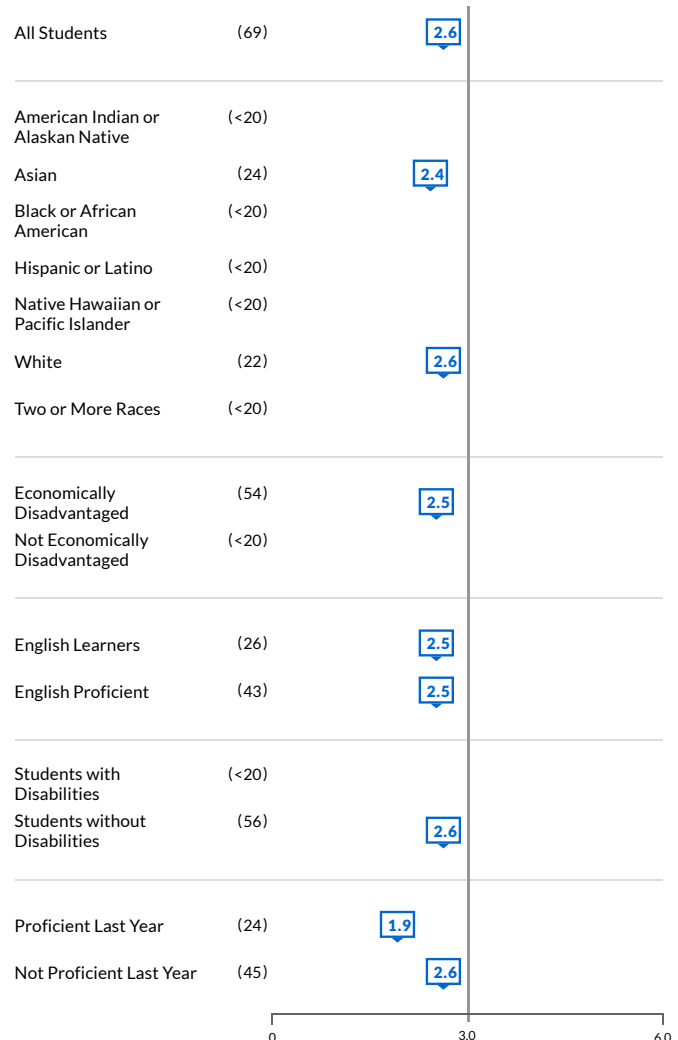 All Students (69) 2.6
American Indian or (<20)
Alaskan Native
Asian (24) 2.4
Black or African (<20)
American
Hispanic or Latino (<20)
Native Hawaiian or (<20)
Pacific Islander
White (22) 2.6
Two or More Races (<20)
Economically (54) 2.5
Disadvantaged
Not Economically (<20)
Disadvantaged
English Learners (26) 2.5
English Proficient (43) 2.5
Students with (<20)
Disabilities
Students without (56) 2.6
Disabilities
Proficient Last Year (24) 1.9
Not Proficient Last Year (45) 2.6
0 3.0 6.0